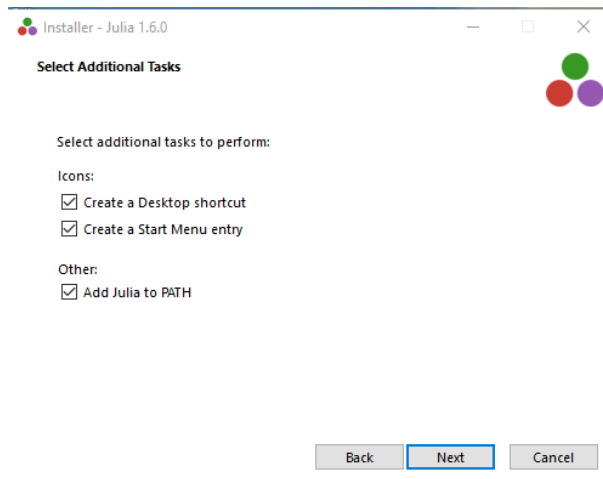 Installer - Julia 1.6.0
Select Additional Tasks
Select additional tasks to perform:
Icons:
Create a Desktop shortcut
Create a Start Menu entry
Other:
Add Julia to PATH
Back Next Cancel